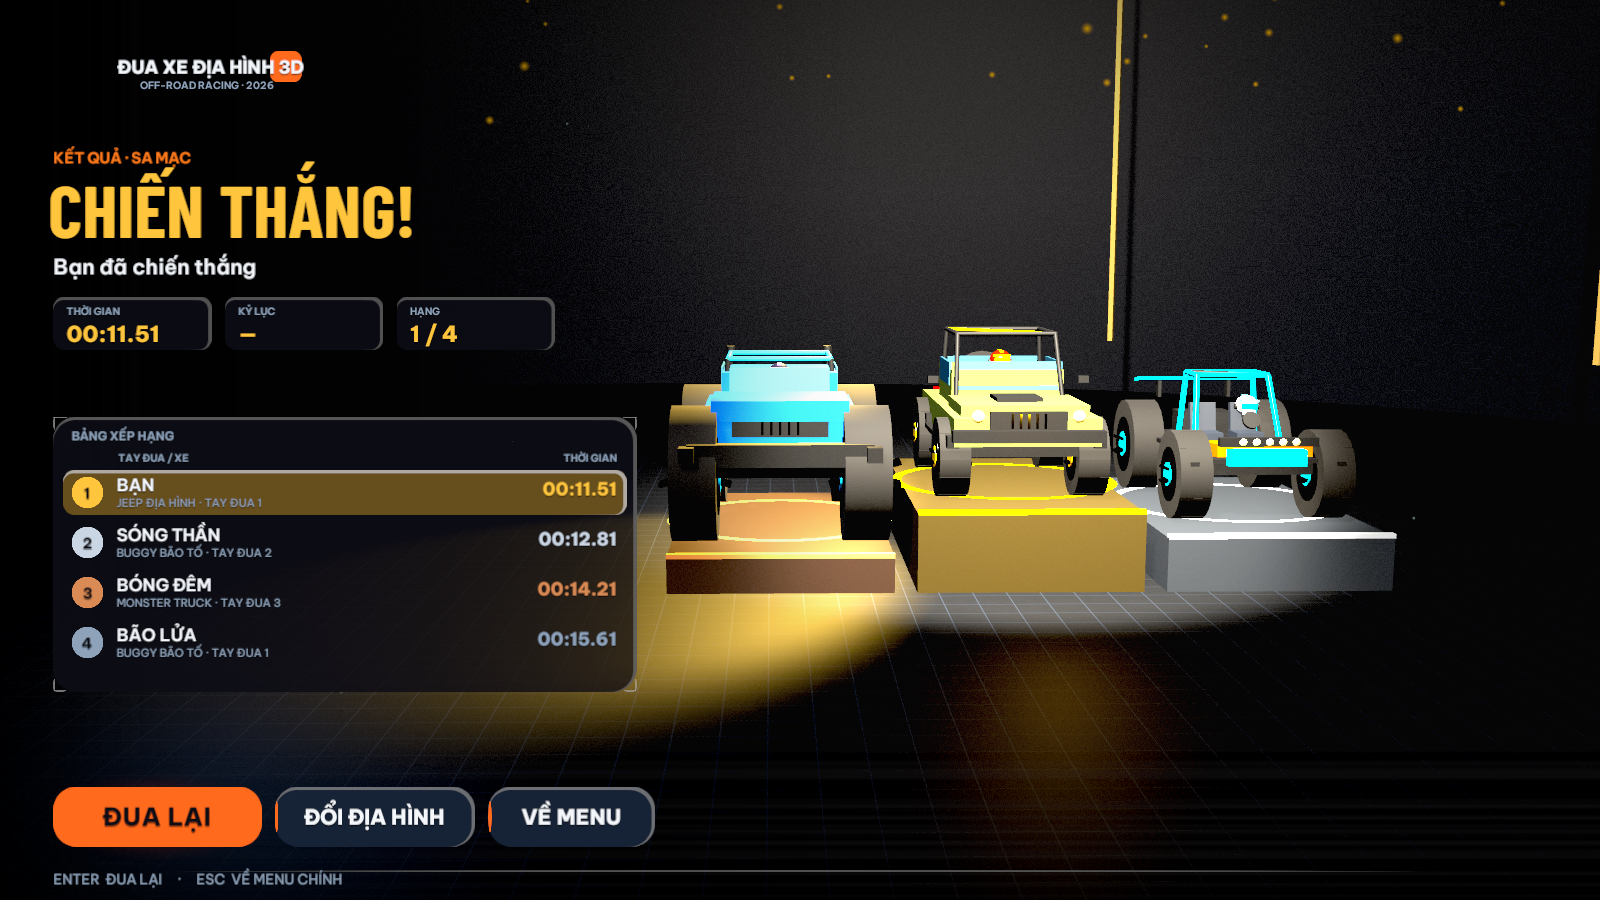 ĐUA XE ĐỊA HÌNH 3D
OFF-ROAD RACING · 2026
KẾT QUẢ · SA MẠC
CHIẾN THẮNG!
Bạn đã chiến thắng
THỜI GIAN
00:11.51
KỶ LỤC
–
HẠNG
1 / 4
BẢNG XẾP HẠNG
TAY ĐUA / XE THỜI GIAN
1 BẠN 00:11.51
JEEP ĐỊA HÌNH · TAY ĐUA 1
2 SÓNG THẦN 00:12.81
BUGGY BÃO TỐ · TAY ĐUA 2
3 BÓNG ĐÊM 00:14.21
MONSTER TRUCK · TAY ĐUA 3
4 BÃO LỬA 00:15.61
BUGGY BÃO TỐ · TAY ĐUA 1
ĐUA LẠI ĐỔI ĐỊA HÌNH VỀ MENU
ENTER ĐUA LẠI · ESC VỀ MENU CHÍNH